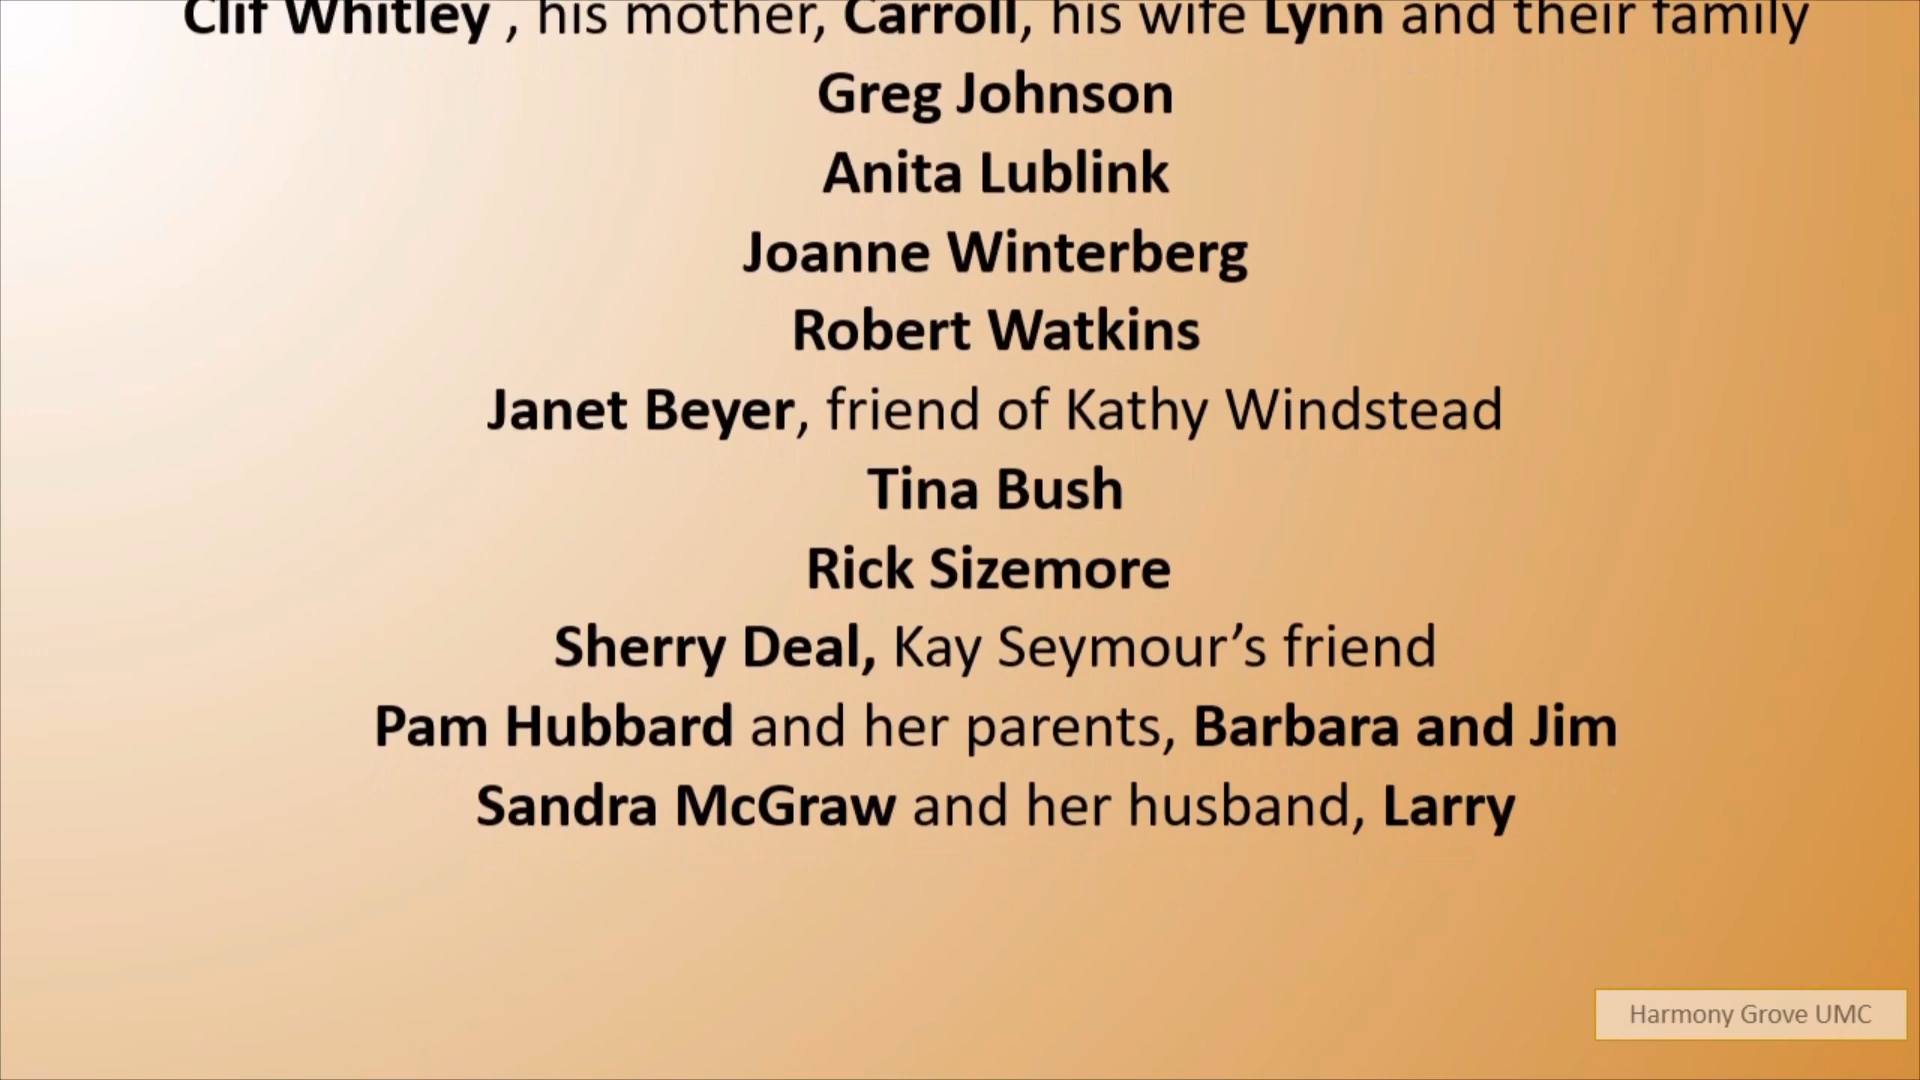 Clif Whitley , his mother, Carroll, his wife Lynn and their family
Greg Johnson
Anita Lublink
Joanne Winterberg
Robert Watkins
Janet Beyer, friend of Kathy Windstead
Tina Bush
Rick Sizemore
Sherry Deal, Kay Seymour’s friend
Pam Hubbard and her parents, Barbara and Jim
Sandra McGraw and her husband, Larry
Harmony Grove UMC